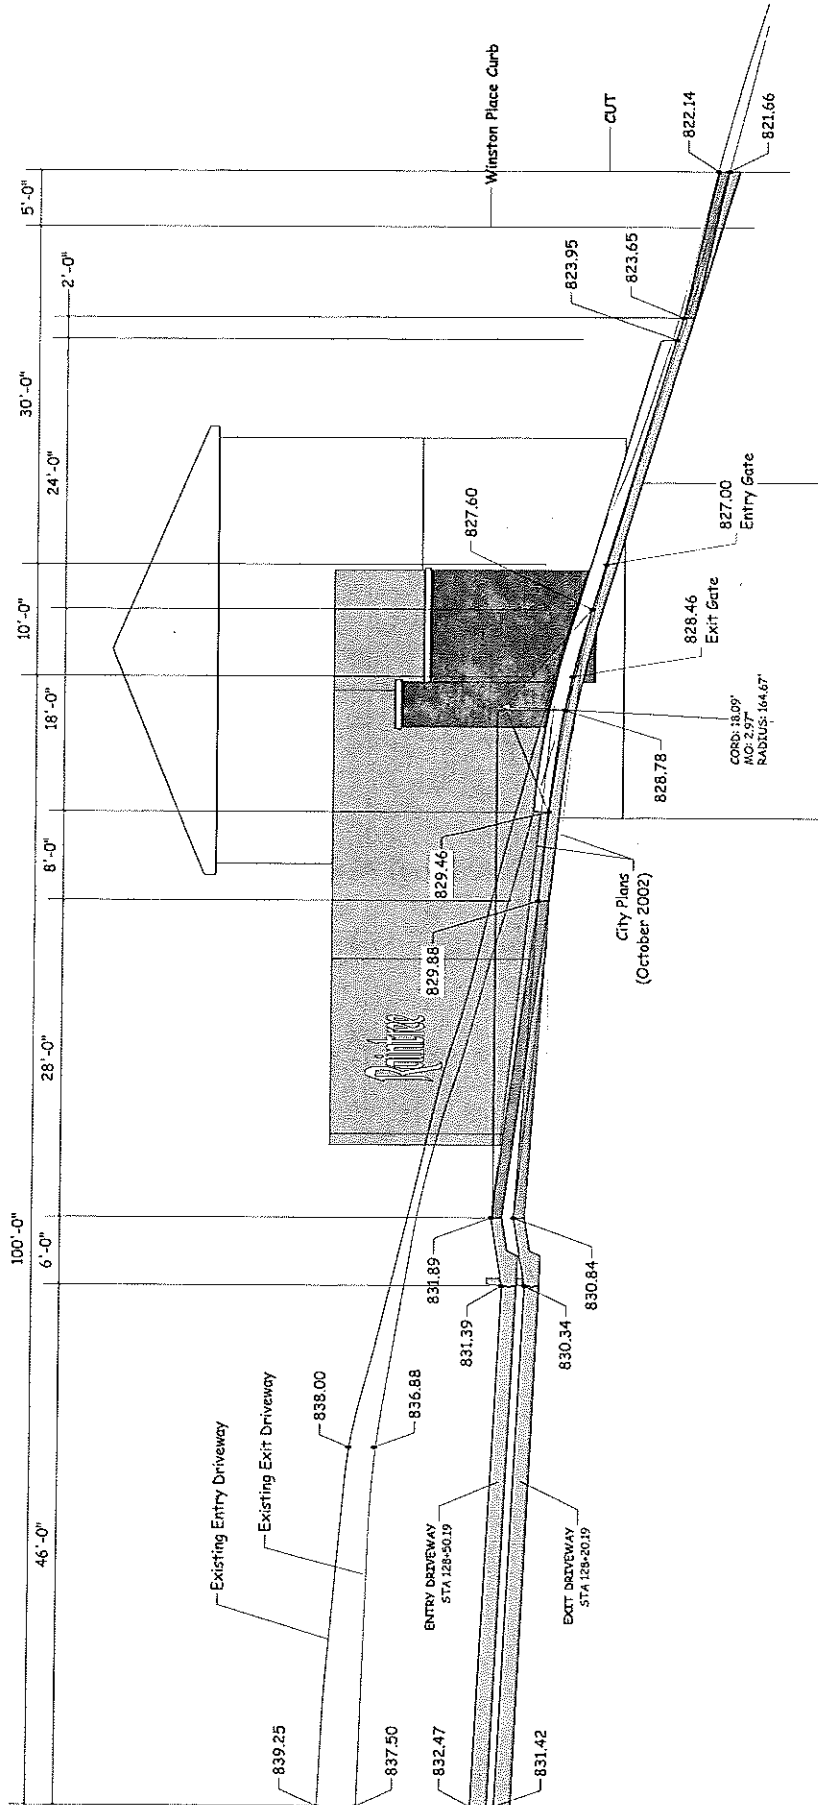 100'-0"
30'-0"
5'-0"
46'-0"
6'-0"
28'-0"
8'-0"
18'-0"
10'-0"
24'-0"
2'-0"
Existing Entry Driveway
Existing Exit Driveway
839.25
837.50
838.00
836.88
832.47
831.42
ENTRY DRIVEWAY
STA 128+50.19
EXIT DRIVEWAY
STA 128+20.19
831.39
830.34
831.89
830.84
Raintree
829.88
829.46
City Plans
(October 2002)
828.78
CORD: 18.09'
MO: 2.97"
RADIUS: 164.67'
828.46
Exit Gate
827.60
827.00
Entry Gate
823.95
823.65
Winston Place Curb
CUT
822.14
821.66